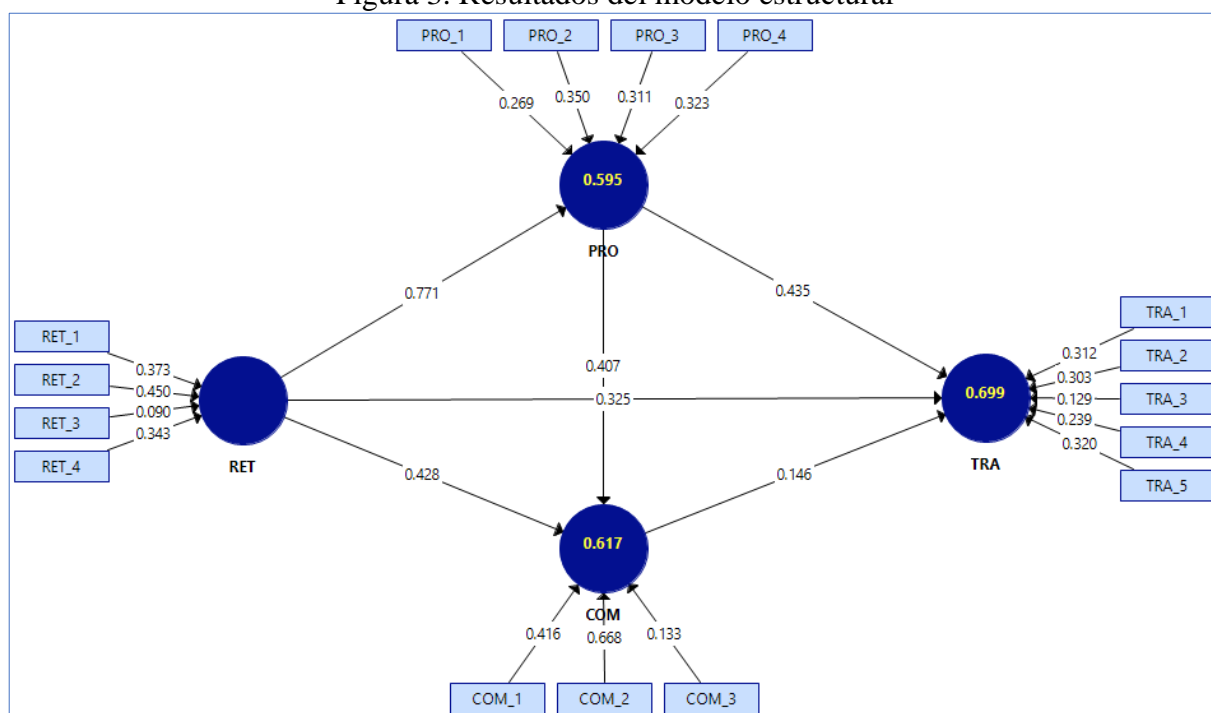 Figura 3. Resultados del modelo estructural
PRO_1 PRO_2 PRO_3 PRO_4
0.269 0.350 0.311 0.323
0.595
PRO
0.771 0.435
RET_1
0.373
RET_2
0.450
RET_3
0.090
RET_4
0.343
RET
0.407
0.325
TRA_1
0.312
TRA_2
0.303
0.699
TRA_3
0.129
TRA_4
0.239
TRA_5
0.320
TRA
0.428 0.146
0.617
COM
0.416 0.668 0.133
COM_1 COM_2 COM_3